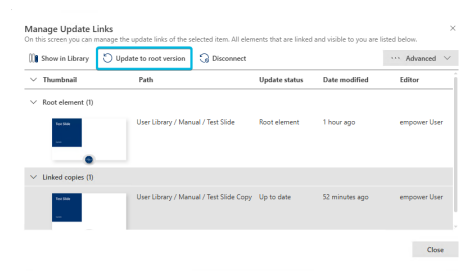 Manage Update Links
On this screen you can manage the update links of the selected item. All elements that are linked and visible to you are listed below.
Show in Library Update to root version Disconnect ... Advanced
Thumbnail Path Update status Date modified Editor
Root element (1)
Test Slide User Library / Manual / Test Slide Root element 1 hour ago empower User
Linked copies (1)
Test Slide User Library / Manual / Test Slide Copy Up to date 52 minutes ago empower User
Close